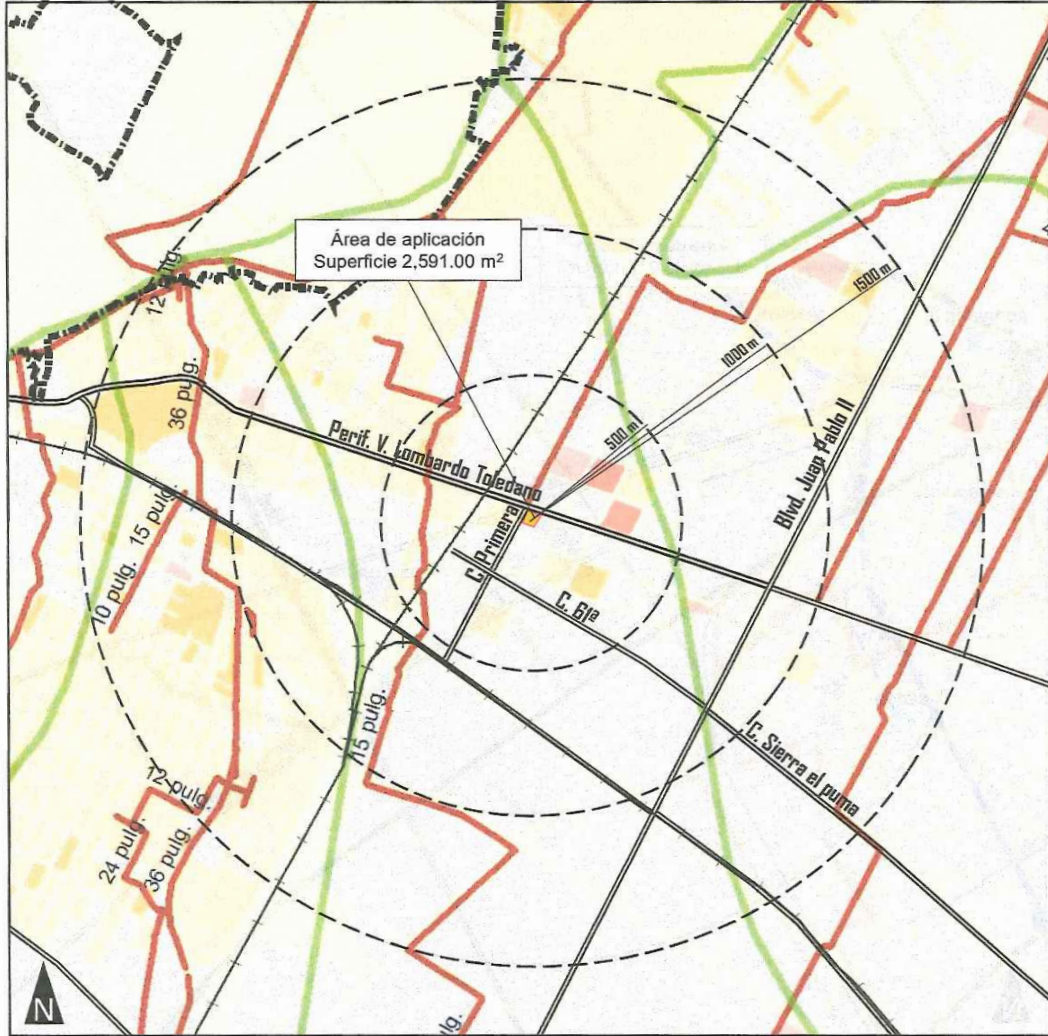 Área de aplicación
Superficie 2,591.00 m²
12 pulg.
36 pulg.
1500 m
1000 m
500 m
Perif. V. Lombardo Toledano
Blvd. Juan Pablo II
15 pulg.
C. Primera
10 pulg.
C. 61ª
15 pulg.
C. Sierra el puma
12 pulg.
24 pulg.
36 pulg.
N